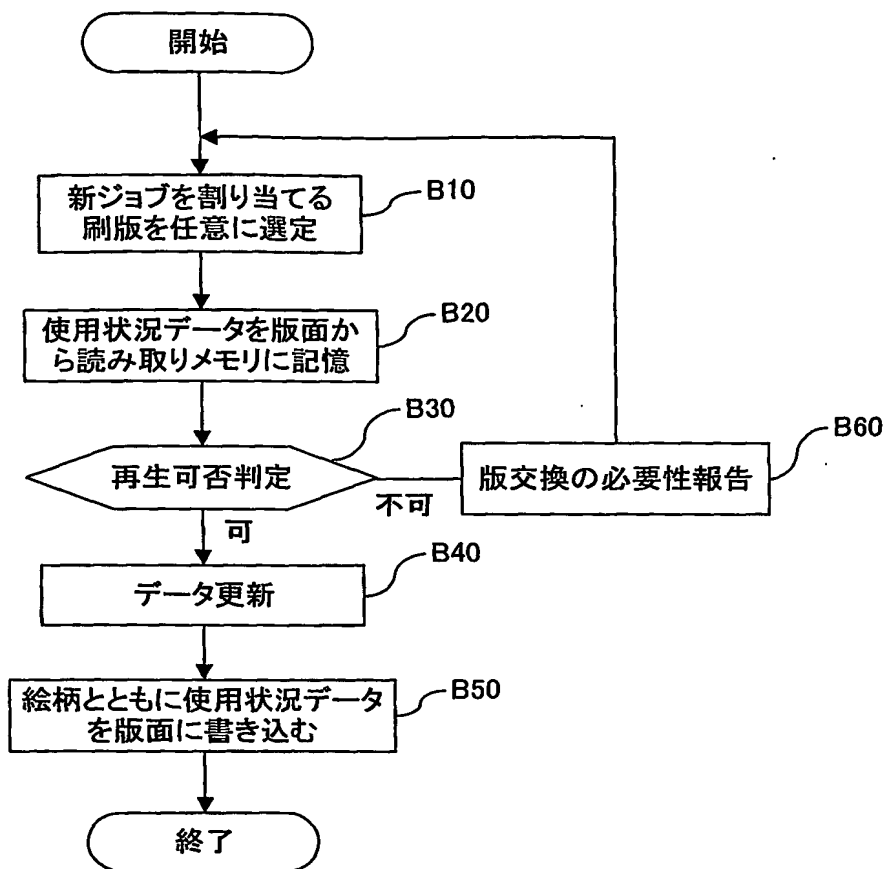 開始
新ジョブを割り当てる
刷版を任意に選定
B10
使用状況データを版面か
ら読み取りメモリに記憶
B20
再生可否判定
B30
不可
版交換の必要性報告
B60
可
データ更新
B40
絵柄とともに使用状況データ
を版面に書き込む
B50
終了